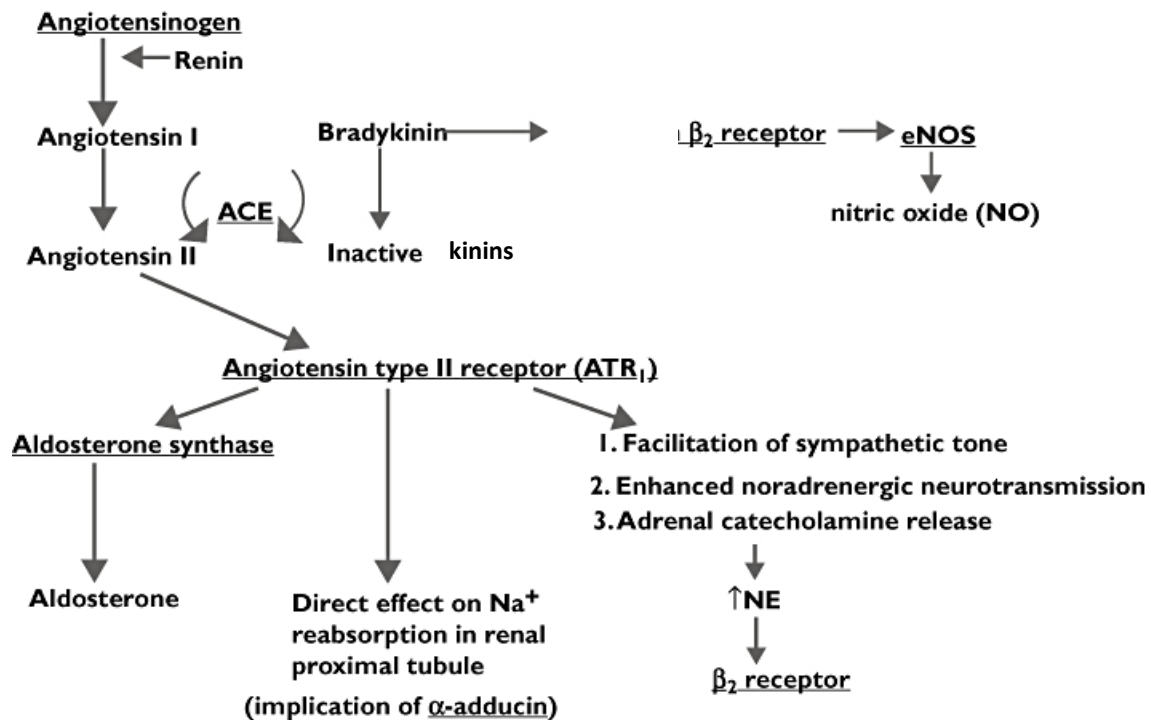 Angiotensinogen
Renin
Angiotensin I
Bradykinin
β₂ receptor
eNOS
ACE
nitric oxide (NO)
Angiotensin II
Inactive kinins
Angiotensin type II receptor (ATR₁)
Aldosterone synthase
1. Facilitation of sympathetic tone
2. Enhanced noradrenergic neurotransmission
3. Adrenal catecholamine release
Aldosterone
Direct effect on Na⁺
reabsorption in renal
proximal tubule
(implication of α-adducin)
↑NE
β₂ receptor